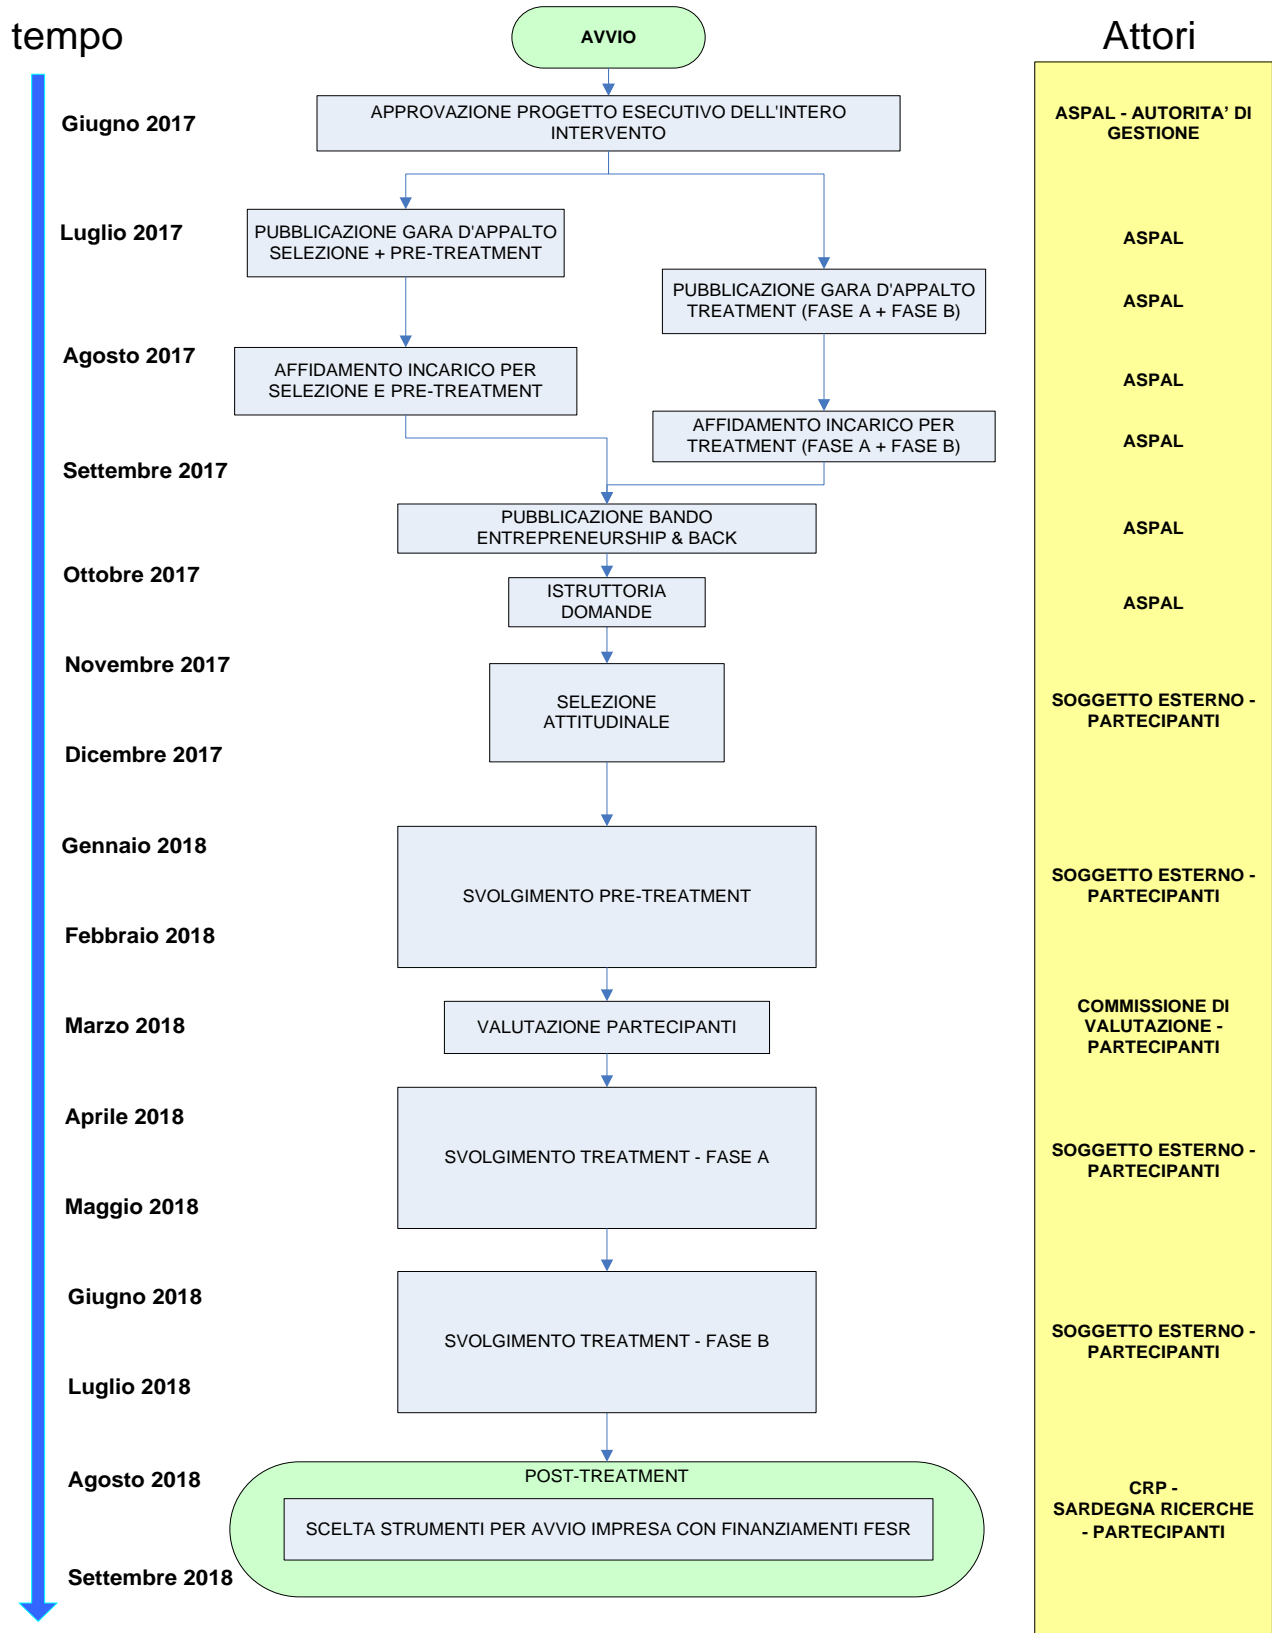 tempo
AVVIO
Attori
Giugno 2017
APPROVAZIONE PROGETTO ESECUTIVO DELL'INTERO
INTERVENTO
ASPAL - AUTORITA' DI
GESTIONE
Luglio 2017
PUBBLICAZIONE GARA D'APPALTO
SELEZIONE + PRE-TREATMENT
ASPAL
PUBBLICAZIONE GARA D'APPALTO
TREATMENT (FASE A + FASE B)
ASPAL
Agosto 2017
AFFIDAMENTO INCARICO PER
SELEZIONE E PRE-TREATMENT
ASPAL
AFFIDAMENTO INCARICO PER
TREATMENT (FASE A + FASE B)
ASPAL
Settembre 2017
PUBBLICAZIONE BANDO
ENTREPRENEURSHIP & BACK
ASPAL
Ottobre 2017
ISTRUTTORIA
DOMANDE
ASPAL
Novembre 2017
SELEZIONE
ATTITUDINALE
SOGGETTO ESTERNO -
PARTECIPANTI
Dicembre 2017
Gennaio 2018
SVOLGIMENTO PRE-TREATMENT
SOGGETTO ESTERNO -
PARTECIPANTI
Febbraio 2018
Marzo 2018
VALUTAZIONE PARTECIPANTI
COMMISSIONE DI
VALUTAZIONE -
PARTECIPANTI
Aprile 2018
SVOLGIMENTO TREATMENT - FASE A
SOGGETTO ESTERNO -
PARTECIPANTI
Maggio 2018
Giugno 2018
SVOLGIMENTO TREATMENT - FASE B
SOGGETTO ESTERNO -
PARTECIPANTI
Luglio 2018
Agosto 2018
POST-TREATMENT
SCELTA STRUMENTI PER AVVIO IMPRESA CON FINANZIAMENTI FESR
CRP -
SARDEGNA RICERCHE
- PARTECIPANTI
Settembre 2018